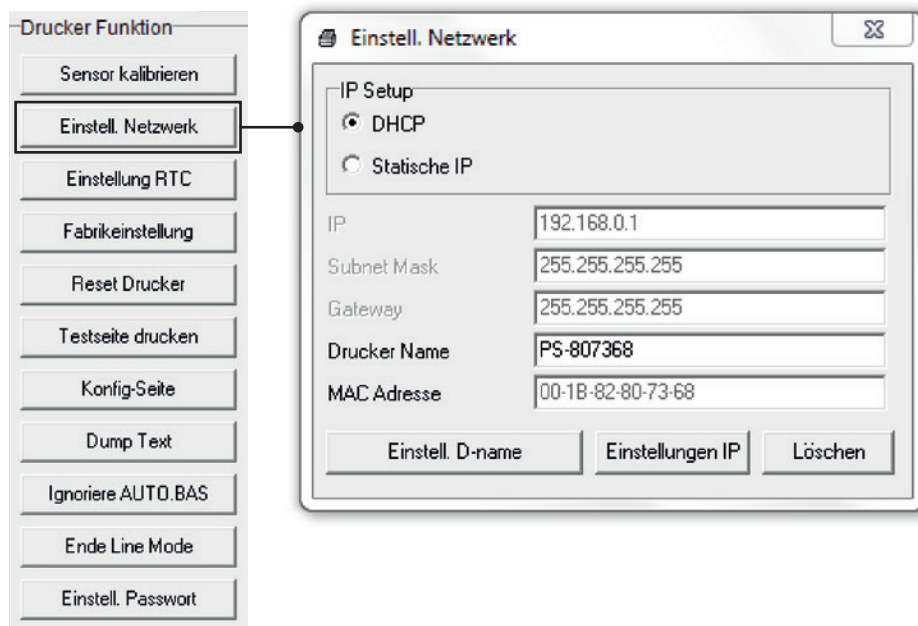 Drucker Funktion
Sensor kalibrieren
Einstell. Netzwerk
Einstellung RTC
Fabrikeinstellung
Reset Drucker
Testseite drucken
Konfig-Seite
Dump Text
Ignoriere AUTO.BAS
Ende Line Mode
Einstell. Passwort
Einstell. Netzwerk
IP Setup
DHCP
Statische IP
IP 192.168.0.1
Subnet Mask 255.255.255.255
Gateway 255.255.255.255
Drucker Name PS-807368
MAC Adresse 00-1B-82-80-73-68
Einstell. D-name Einstellungen IP Löschen